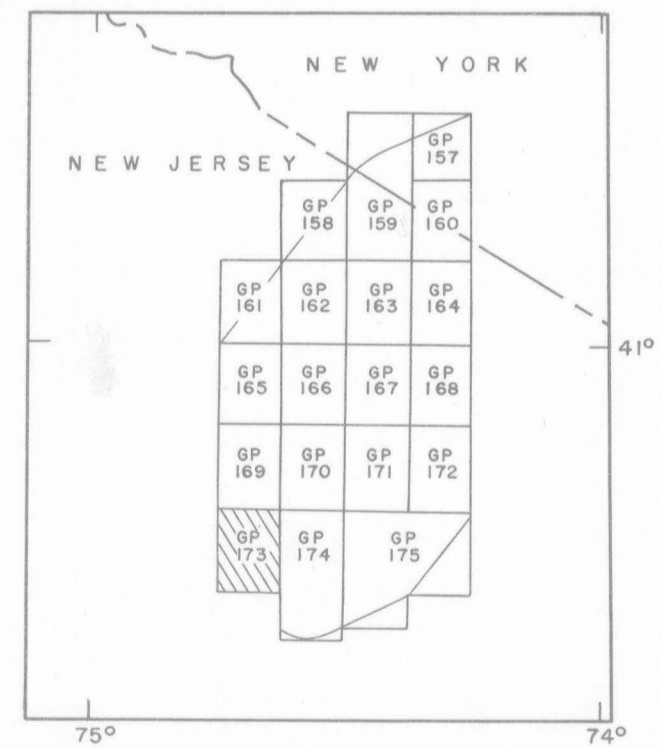 NEW YORK
NEW JERSEY
GP
157
GP
158
GP
159
GP
160
GP
161
GP
162
GP
163
GP
164
41°
GP
165
GP
166
GP
167
GP
168
GP
169
GP
170
GP
171
GP
172
GP
173
GP
174
GP
175
75°
74°